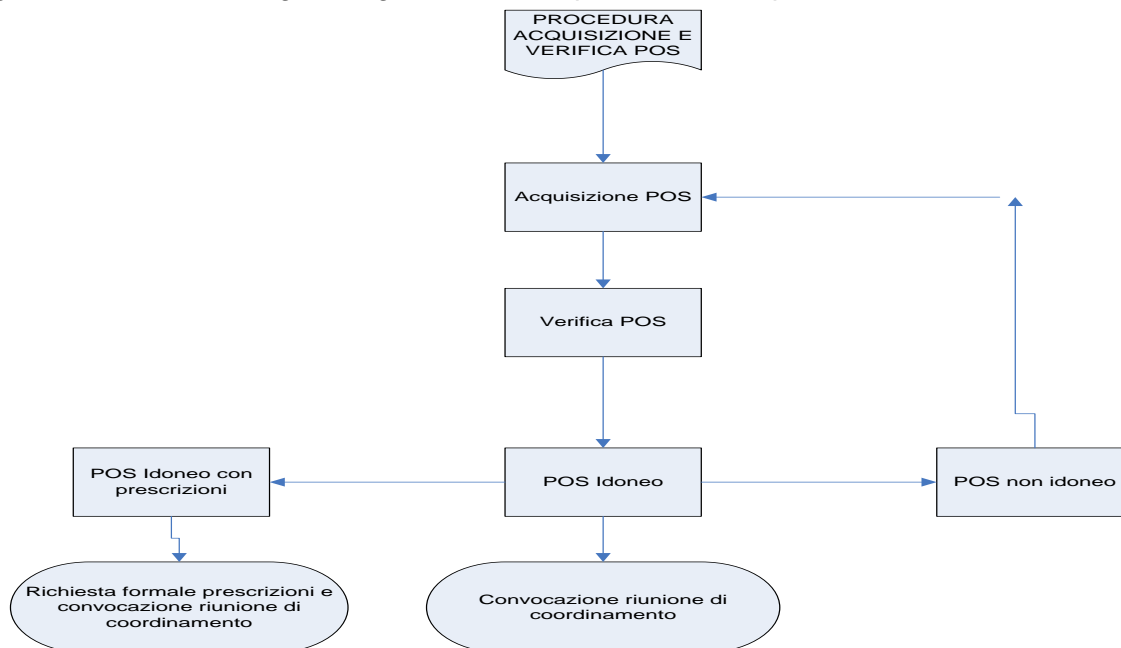 PROCEDURA
ACQUISIZIONE E
VERIFICA POS
Acquisizione POS
Verifica POS
POS Idoneo con
prescrizioni
POS Idoneo
POS non idoneo
Richiesta formale prescrizioni e
convocazione riunione di
coordinamento
Convocazione riunione di
coordinamento